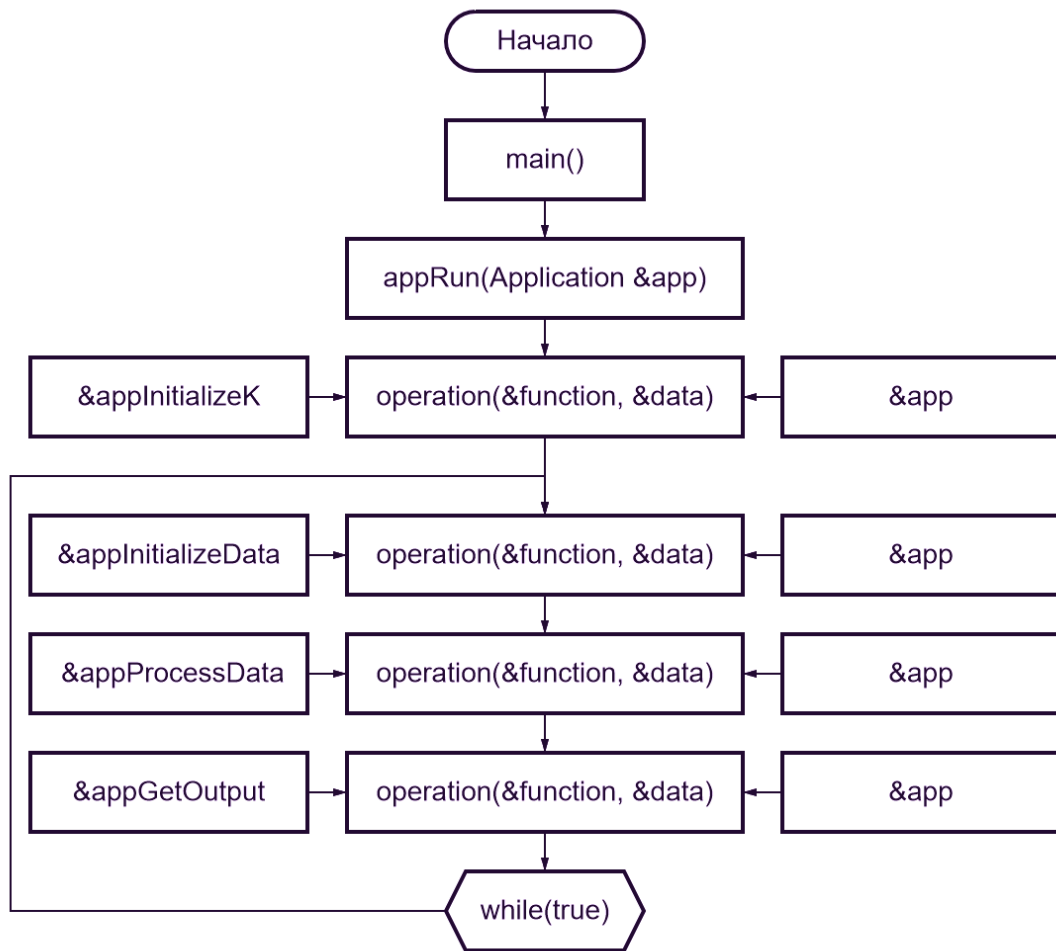 Начало
main()
appRun(Application &app)
&appInitializeK
operation(&function, &data)
&app
&appInitializeData
operation(&function, &data)
&app
&appProcessData
operation(&function, &data)
&app
&appGetOutput
operation(&function, &data)
&app
while(true)